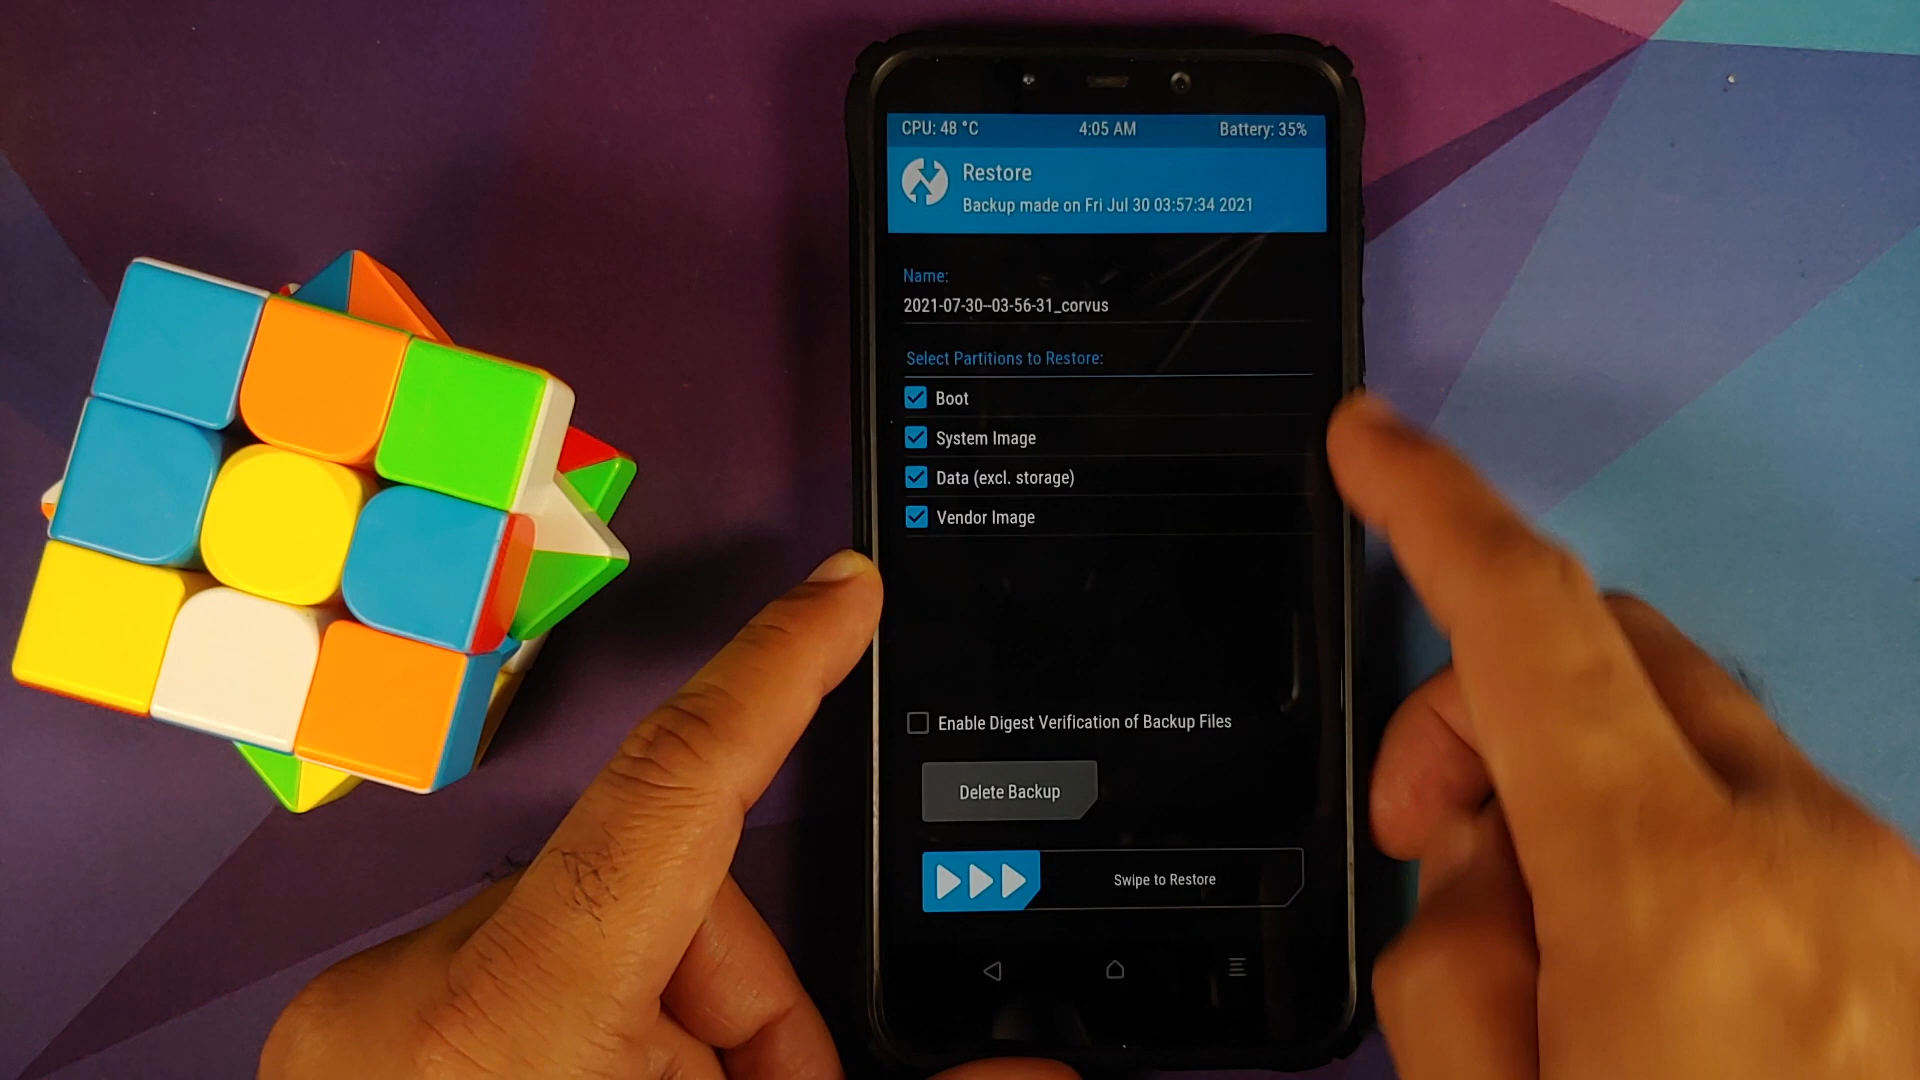 CPU: 48 °C 4:05 AM Battery: 35%
Restore
Backup made on Fri Jul 30 03:57:34 2021
Name:
2021-07-30--03-56-31_corvus
Select Partitions to Restore:
Boot
System Image
Data (excl. storage)
Vendor Image
Enable Digest Verification of Backup Files
Delete Backup
Swipe to Restore